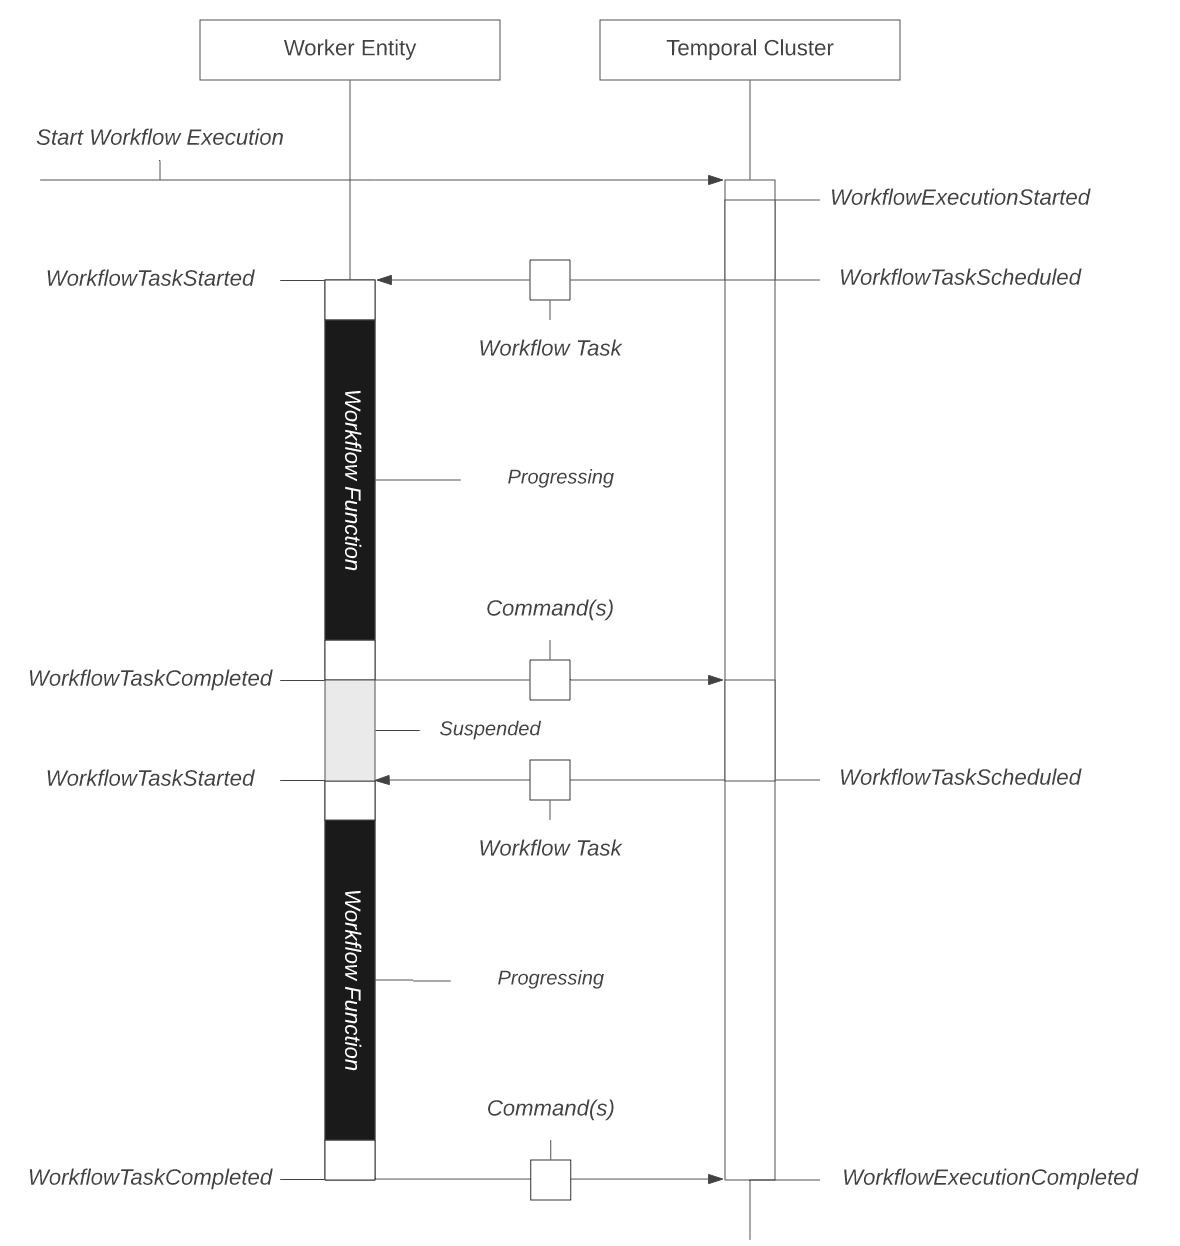 Worker Entity
Temporal Cluster
Start Workflow Execution
WorkflowExecutionStarted
WorkflowTaskStarted
WorkflowTaskScheduled
Workflow Task
Workflow Function
Progressing
Command(s)
WorkflowTaskCompleted
Suspended
WorkflowTaskStarted
WorkflowTaskScheduled
Workflow Task
Workflow Function
Progressing
Command(s)
WorkflowTaskCompleted
WorkflowExecutionCompleted